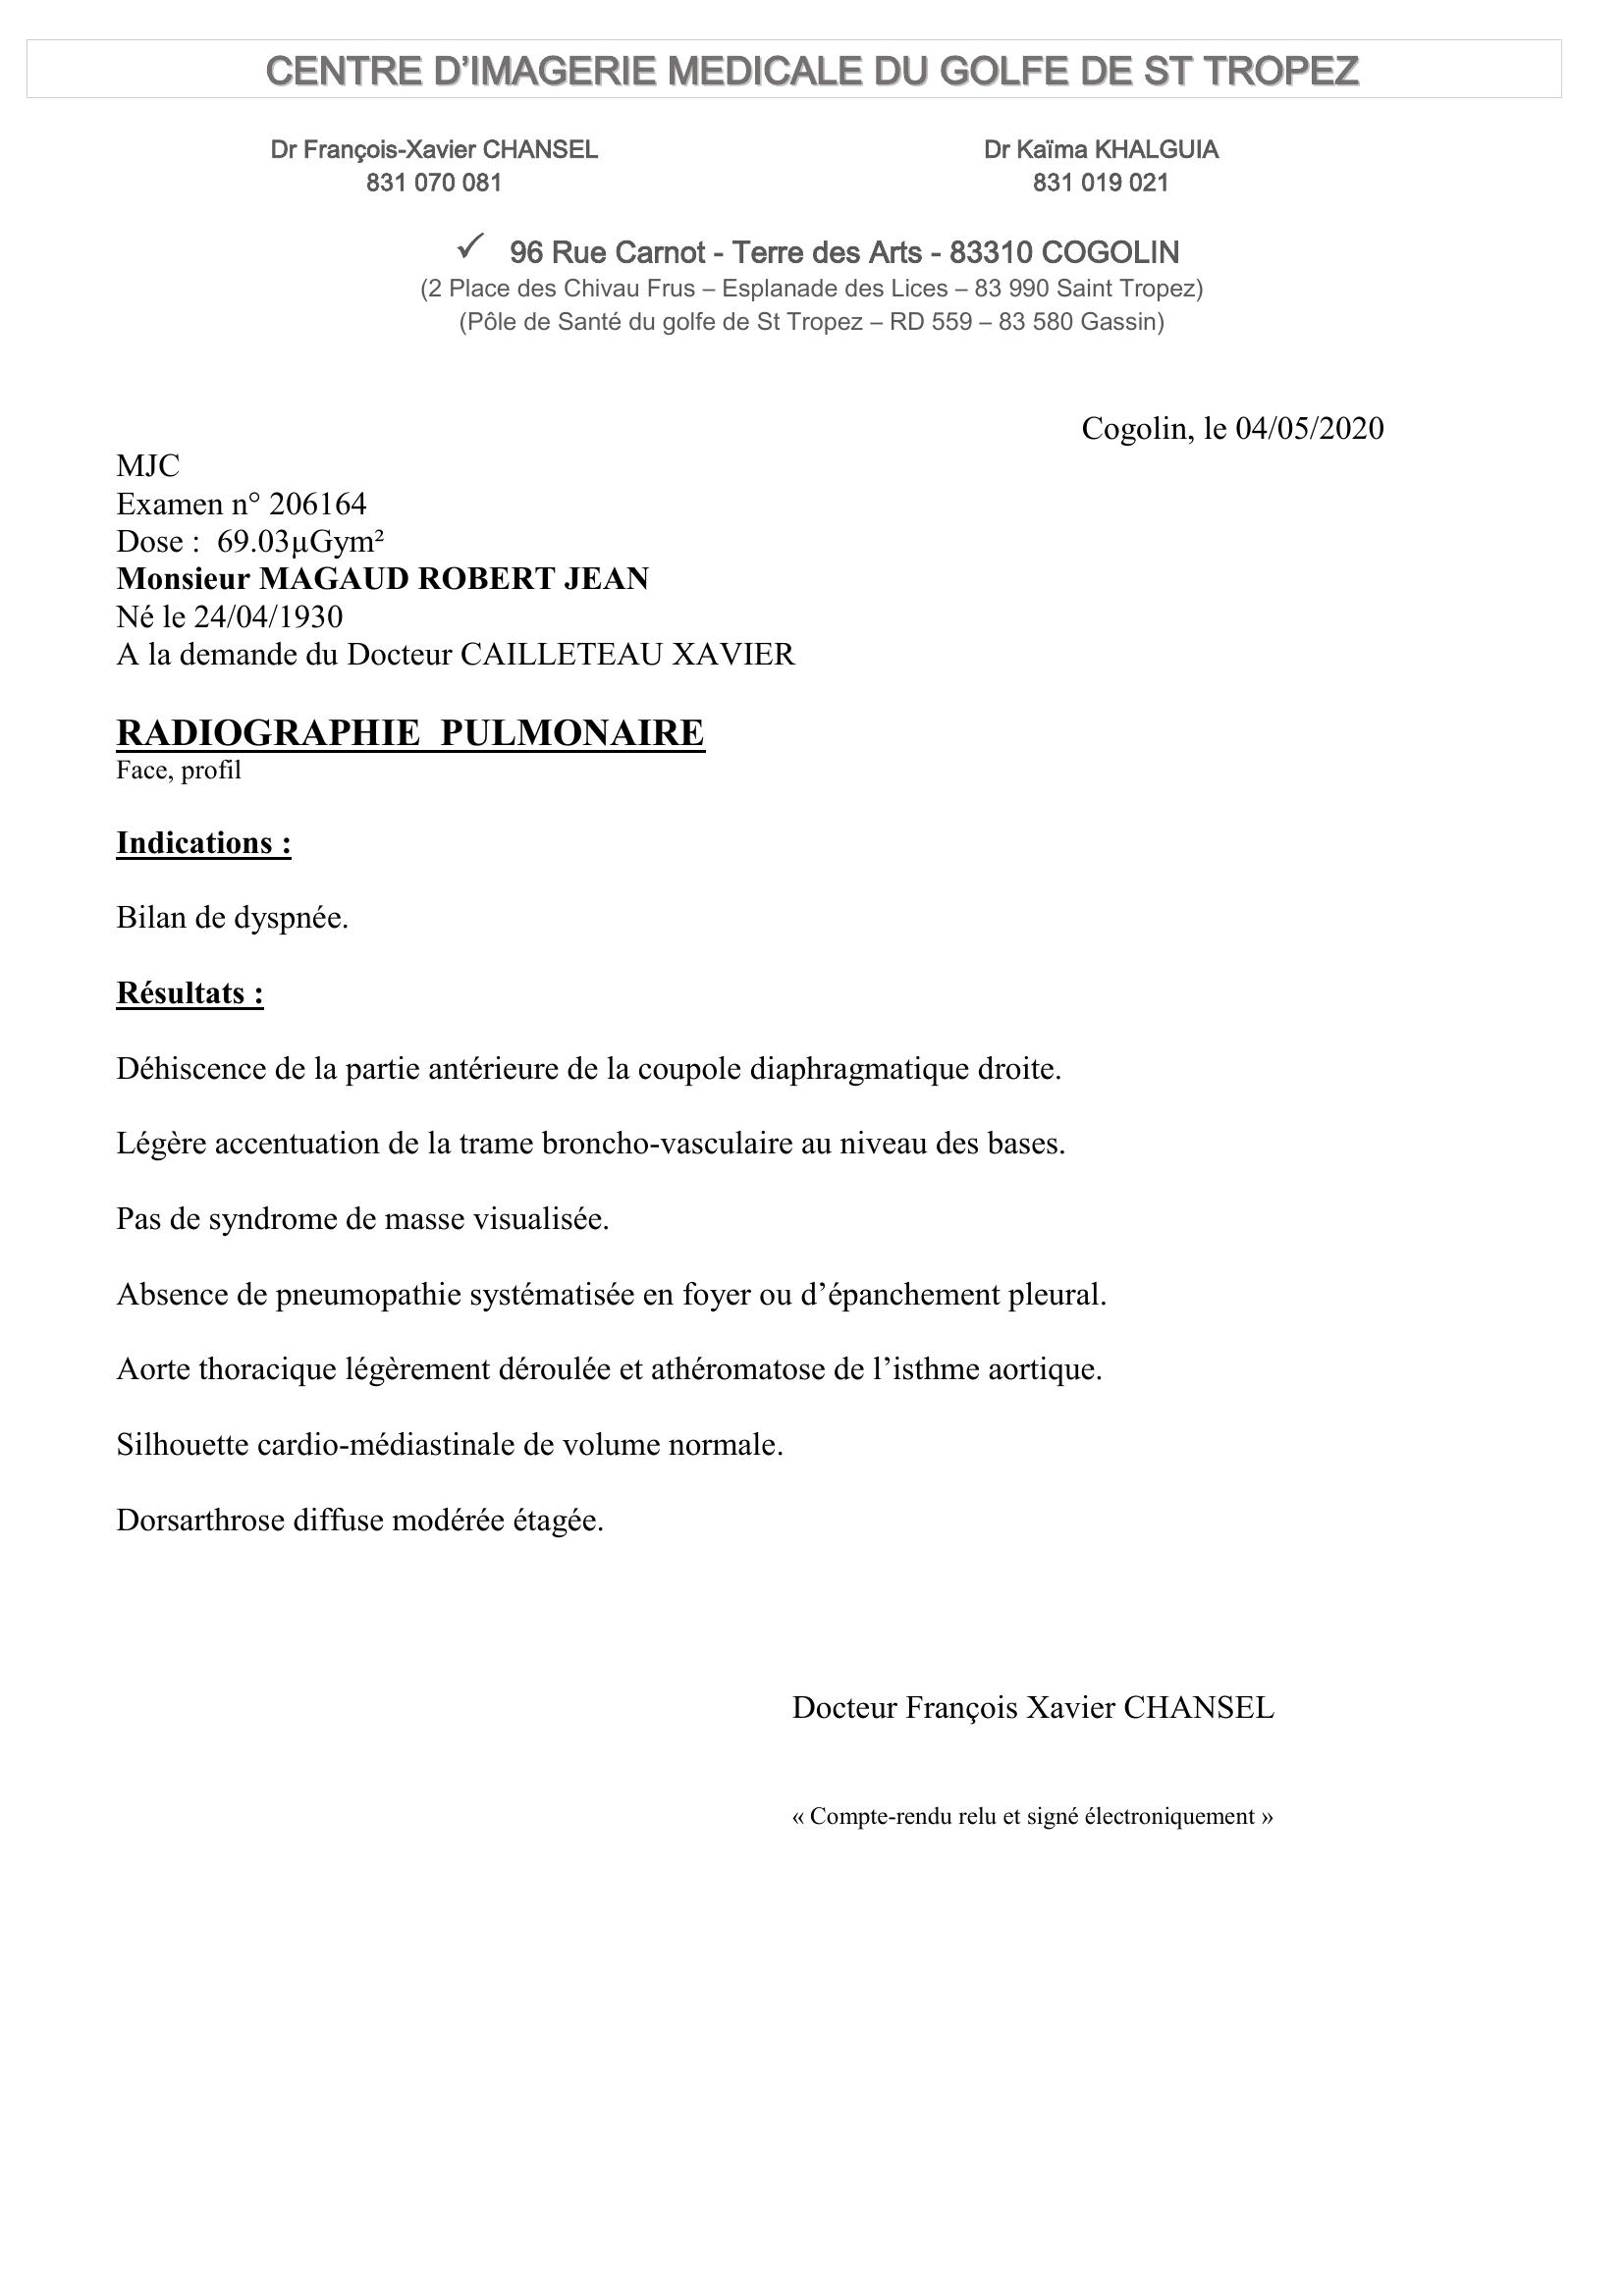 CENTRE D’IMAGERIE MEDICALE DU GOLFE DE ST TROPEZ
Dr François-Xavier CHANSEL
831 070 081
Dr Kaïma KHALGUIA
831 019 021
✓ 96 Rue Carnot - Terre des Arts - 83310 COGOLIN
(2 Place des Chivau Frus – Esplanade des Lices – 83 990 Saint Tropez)
(Pôle de Santé du golfe de St Tropez – RD 559 – 83 580 Gassin)
Cogolin, le 04/05/2020
MJC
Examen n° 206164
Dose : 69.03µGym²
Monsieur MAGAUD ROBERT JEAN
Né le 24/04/1930
A la demande du Docteur CAILLETEAU XAVIER
RADIOGRAPHIE PULMONAIRE
Face, profil
Indications :
Bilan de dyspnée.
Résultats :
Déhiscence de la partie antérieure de la coupole diaphragmatique droite.
Légère accentuation de la trame broncho-vasculaire au niveau des bases.
Pas de syndrome de masse visualisée.
Absence de pneumopathie systématisée en foyer ou d’épanchement pleural.
Aorte thoracique légèrement déroulée et athéromatose de l’isthme aortique.
Silhouette cardio-médiastinale de volume normale.
Dorsarthrose diffuse modérée étagée.
Docteur François Xavier CHANSEL
« Compte-rendu relu et signé électroniquement »